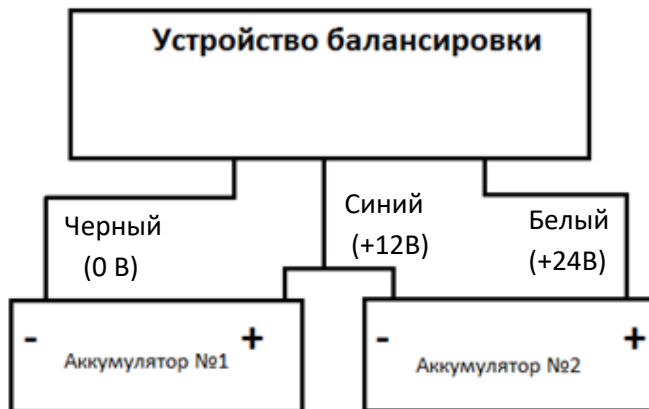 Устройство балансировки
Черный
(0 В)
Синий
(+12В)
Белый
(+24В)
- +
Аккумулятор №1
- +
Аккумулятор №2